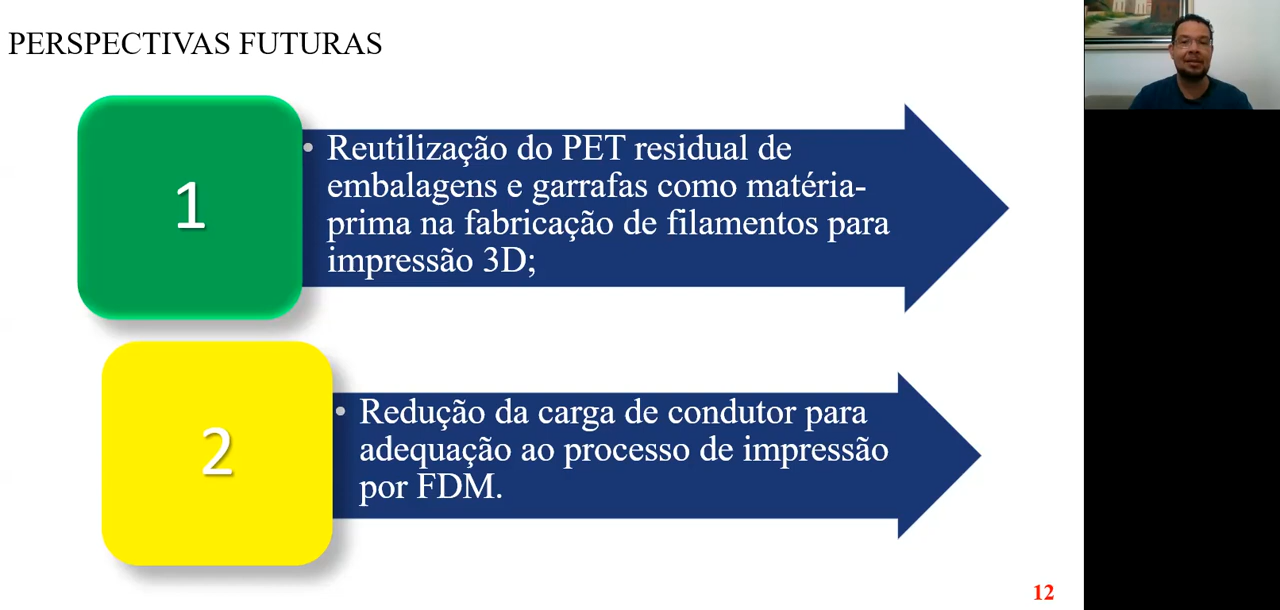 PERSPECTIVAS FUTURAS
1
• Reutilização do PET residual de
embalagens e garrafas como matéria-
prima na fabricação de filamentos para
impressão 3D;
2
• Redução da carga de condutor para
adequação ao processo de impressão
por FDM.
12